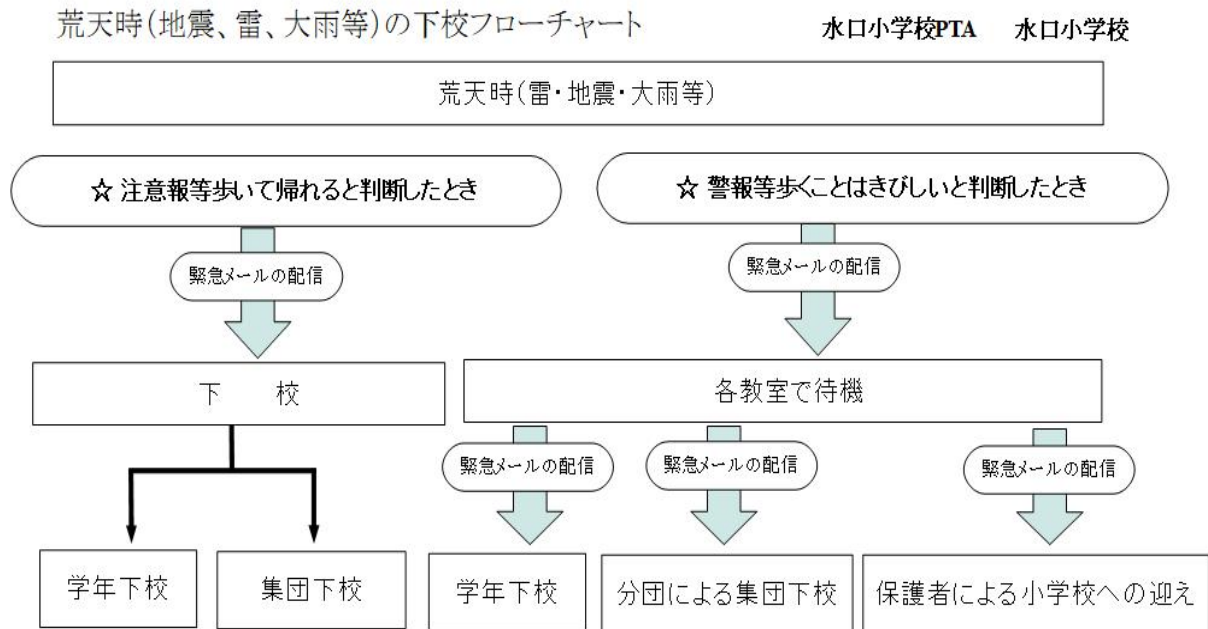 荒天時(地震、雷、大雨等)の下校フローチャート 水口小学校PTA 水口小学校
荒天時(雷・地震・大雨等)
☆ 注意報等歩いて帰れると判断したとき
☆ 警報等歩くことはきびしいと判断したとき
緊急メールの配信
緊急メールの配信
下 校
各教室で待機
緊急メールの配信
緊急メールの配信
緊急メールの配信
学年下校
集団下校
学年下校
分団による集団下校
保護者による小学校への迎え